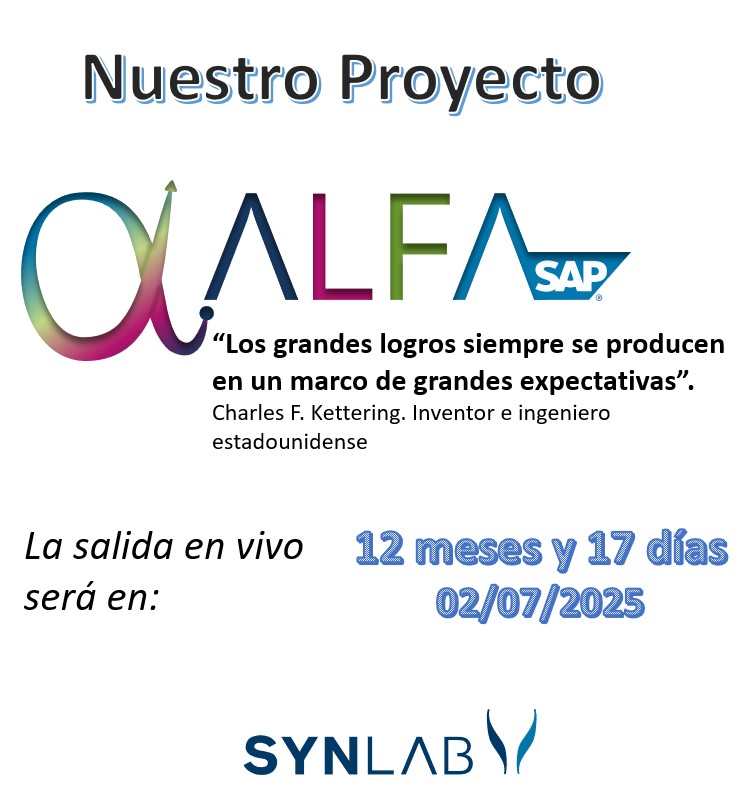 Nuestro Proyecto
α.ALFA
SAP®
“Los grandes logros siempre se producen
en un marco de grandes expectativas”.
Charles F. Kettering. Inventor e ingeniero
estadounidense
La salida en vivo
será en:
12 meses y 17 días
02/07/2025
SYNLAB